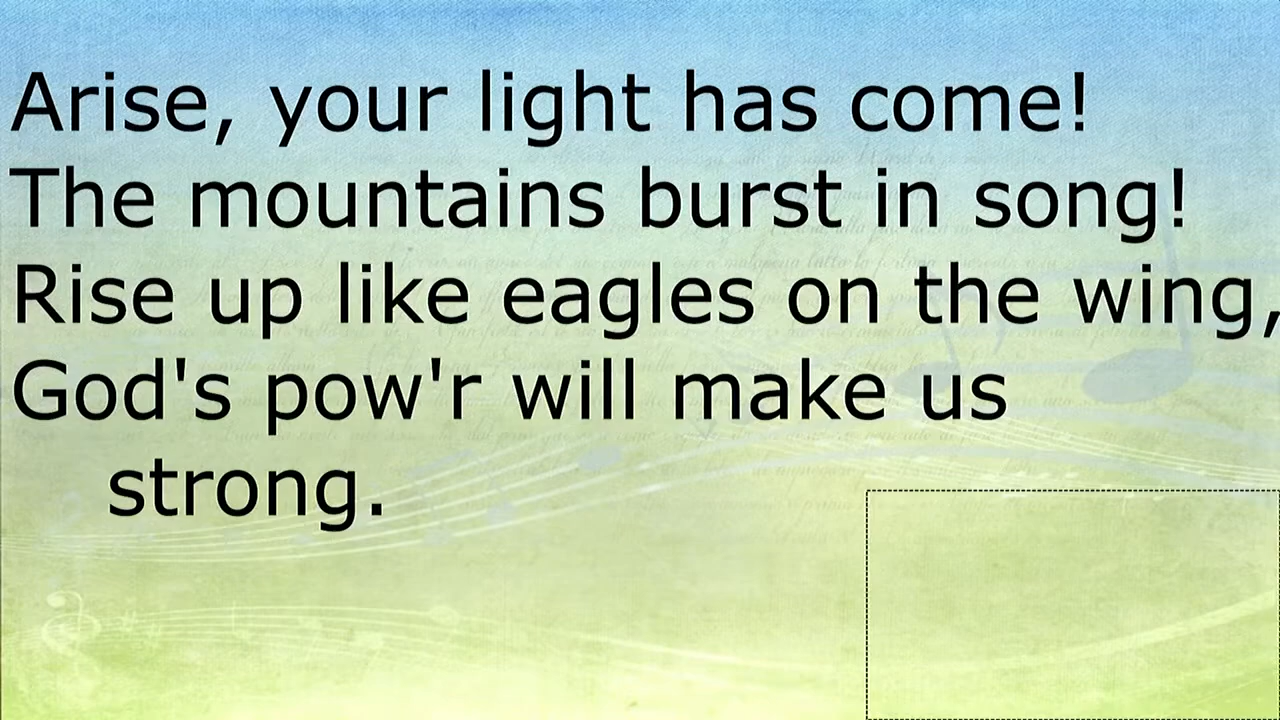 Arise, your light has come!
The mountains burst in song!
Rise up like eagles on the wing,
God's pow'r will make us
strong.